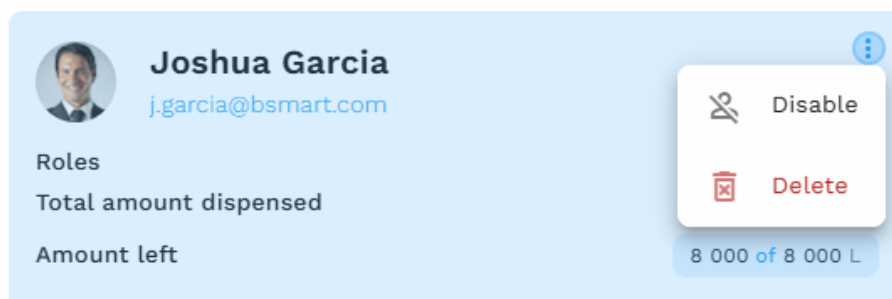 Joshua Garcia
j.garcia@bsmart.com
Disable
Roles
Delete
Total amount dispensed
Amount left
8 000 of 8 000 L